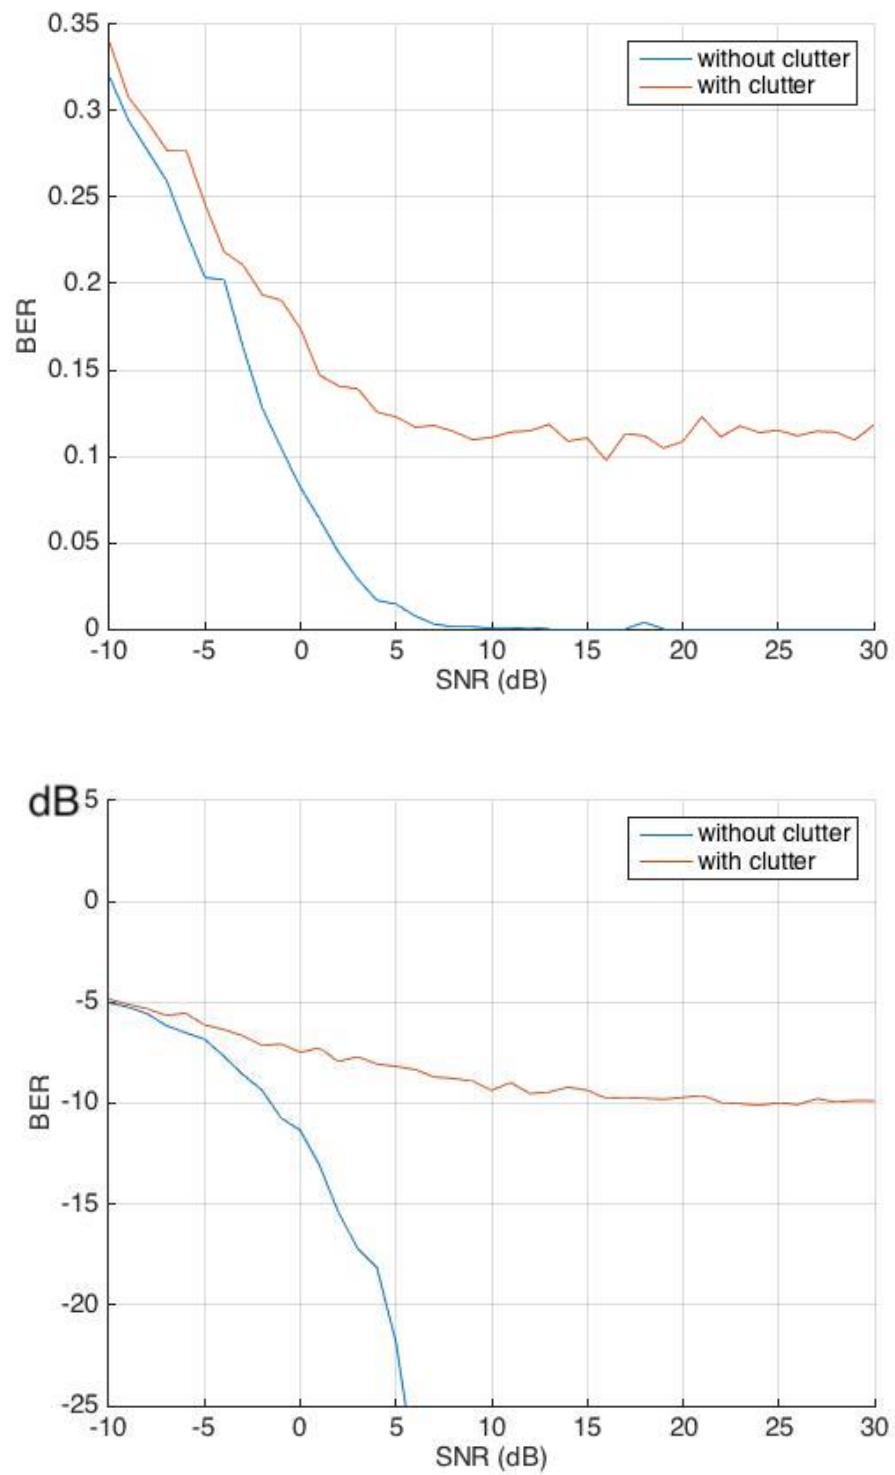 0.35
without clutter
with clutter
0.3
0.25
0.2
BER
0.15
0.1
0.05
0
-10 -5 0 5 10 15 20 25 30
SNR (dB)
dB 5
without clutter
with clutter
0
-5
-10
BER
-15
-20
-25
-10 -5 0 5 10 15 20 25 30
SNR (dB)